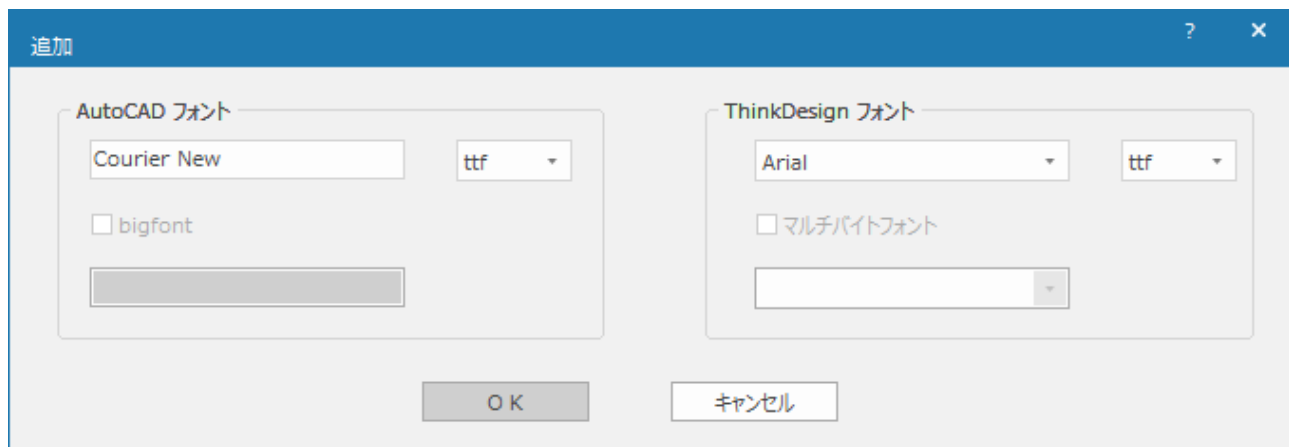 追加
?
AutoCAD フォント
Courier New
ttf
bigfont
ThinkDesign フォント
Arial
ttf
マルチバイトフォント
O K
キャンセル